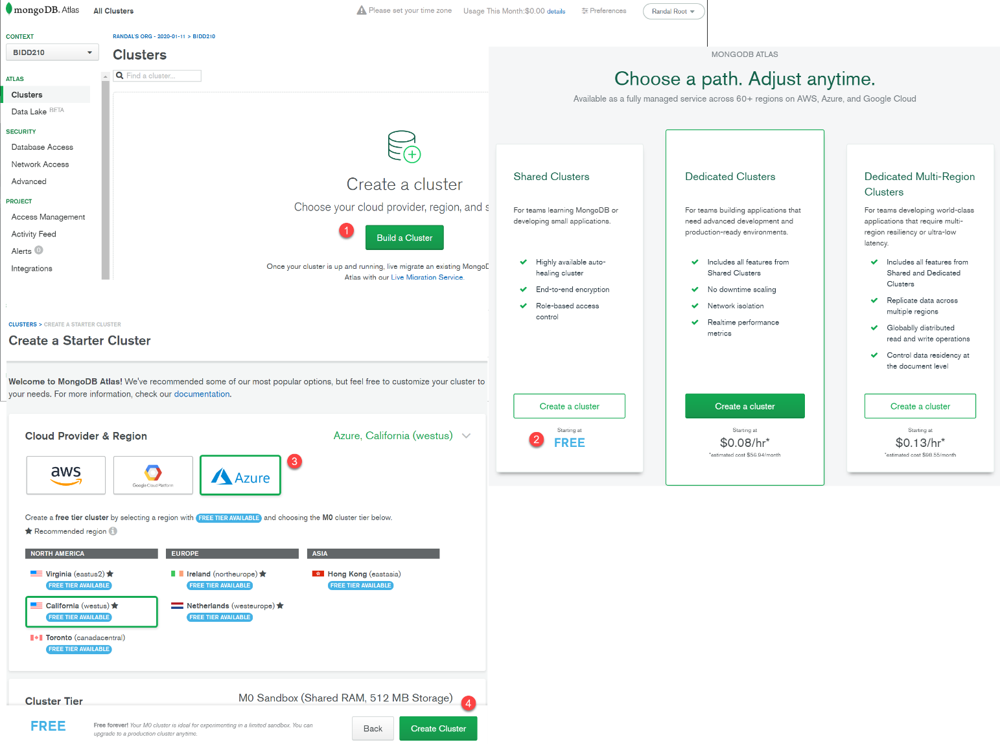 mongoDB. Atlas
All Clusters
Please set your time zone
Usage This Month:$0.00 details
Preferences
Randal Root
CONTEXT
BIDD210
ATLAS
Clusters
Data Lake BETA
SECURITY
Database Access
Network Access
Advanced
PROJECT
Access Management
Activity Feed
Alerts 0
Integrations
RANDAL'S ORG - 2020-01-11 > BIDD210
Clusters
Find a cluster...
Create a cluster
Choose your cloud provider, region, and s
1
Build a Cluster
Once your cluster is up and running, live migrate an existing MongoD
Atlas with our Live Migration Service.
MONGODB ATLAS
Choose a path. Adjust anytime.
Available as a fully managed service across 60+ regions on AWS, Azure, and Google Cloud
Shared Clusters
For teams learning MongoDB or
developing small applications.
Highly available auto-
healing cluster
End-to-end encryption
Role-based access
control
Create a cluster
Starting at
2
FREE
Dedicated Clusters
For teams building applications that
need advanced development and
production-ready environments.
Includes all features from
Shared Clusters
No downtime scaling
Network isolation
Realtime performance
metrics
Create a cluster
Starting at
$0.08/hr*
*estimated cost $56.94/month
Dedicated Multi-Region
Clusters
For teams developing world-class
applications that require multi-
region resiliency or ultra-low
latency.
Includes all features from
Shared and Dedicated
Clusters
Replicate data across
multiple regions
Globablly distributed
read and write operations
Control data residency at
the document level
Create a cluster
Starting at
$0.13/hr*
*estimated cost $98.55/month
CLUSTERS > CREATE A STARTER CLUSTER
Create a Starter Cluster
Welcome to MongoDB Atlas! We've recommended some of our most popular options, but feel free to customize your cluster to
your needs. For more information, check our documentation.
Cloud Provider & Region
Azure, California (westus)
aws
Google Cloud Platform
Azure
3
Create a free tier cluster by selecting a region with FREE TIER AVAILABLE and choosing the M0 cluster tier below.
Recommended region i
NORTH AMERICA
Virginia (eastus2)
FREE TIER AVAILABLE
California (westus)
FREE TIER AVAILABLE
Toronto (canadacentral)
FREE TIER AVAILABLE
EUROPE
Ireland (northeurope)
FREE TIER AVAILABLE
Netherlands (westeurope)
FREE TIER AVAILABLE
ASIA
Hong Kong (eastasia)
FREE TIER AVAILABLE
Cluster Tier
M0 Sandbox (Shared RAM, 512 MB Storage)
4
FREE
Free forever! Your M0 cluster is ideal for experimenting in a limited sandbox. You can
upgrade to a production cluster anytime.
Back
Create Cluster